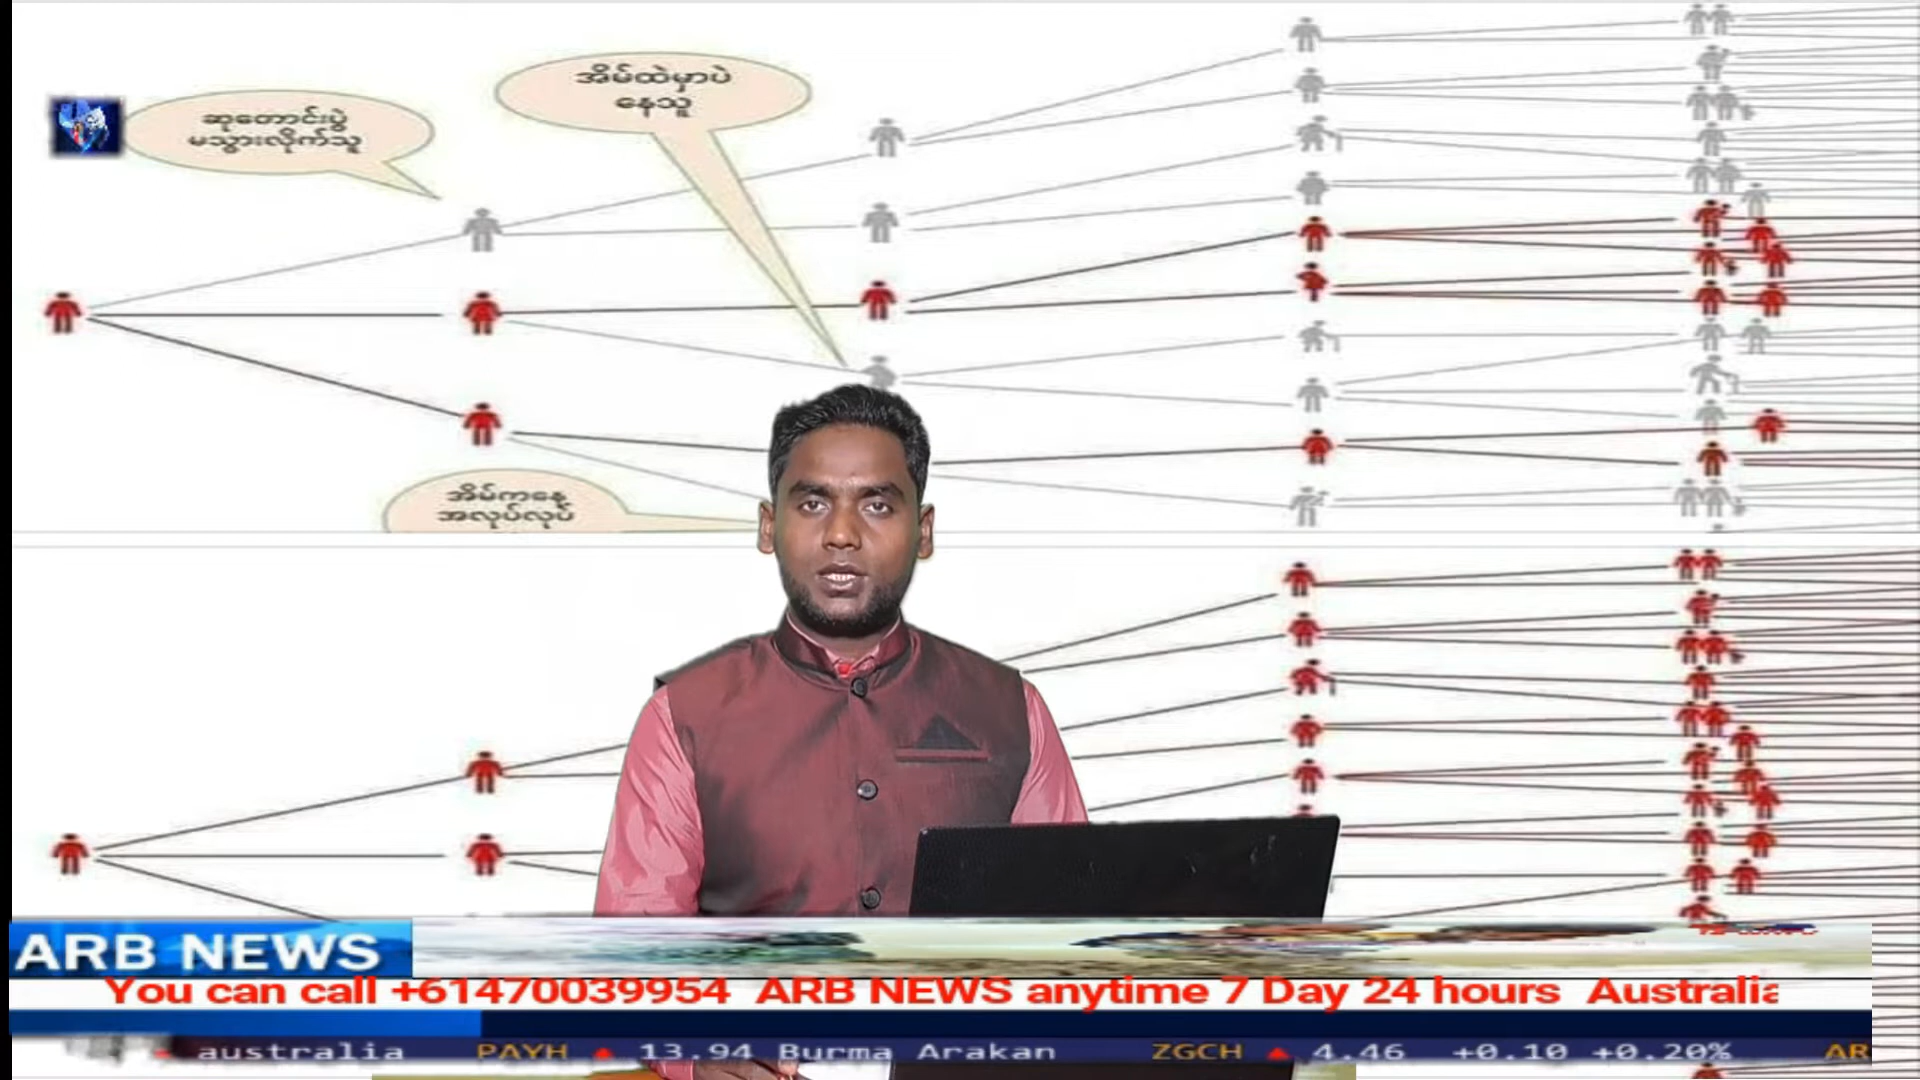 အိမ်ထဲမှာပဲ
နေသူ
ဆုတောင်းပွဲ
မသွားလိုက်သူ
အိမ်ကနေ
အလုပ်လုပ်
ARB NEWS
You can call +61470039954 ARB NEWS anytime 7 Day 24 hours Australia
australia PAYH ▲ 13.94 Burma Arakan ZGCH ▲ 4.46 +0.10 +0.20% AR